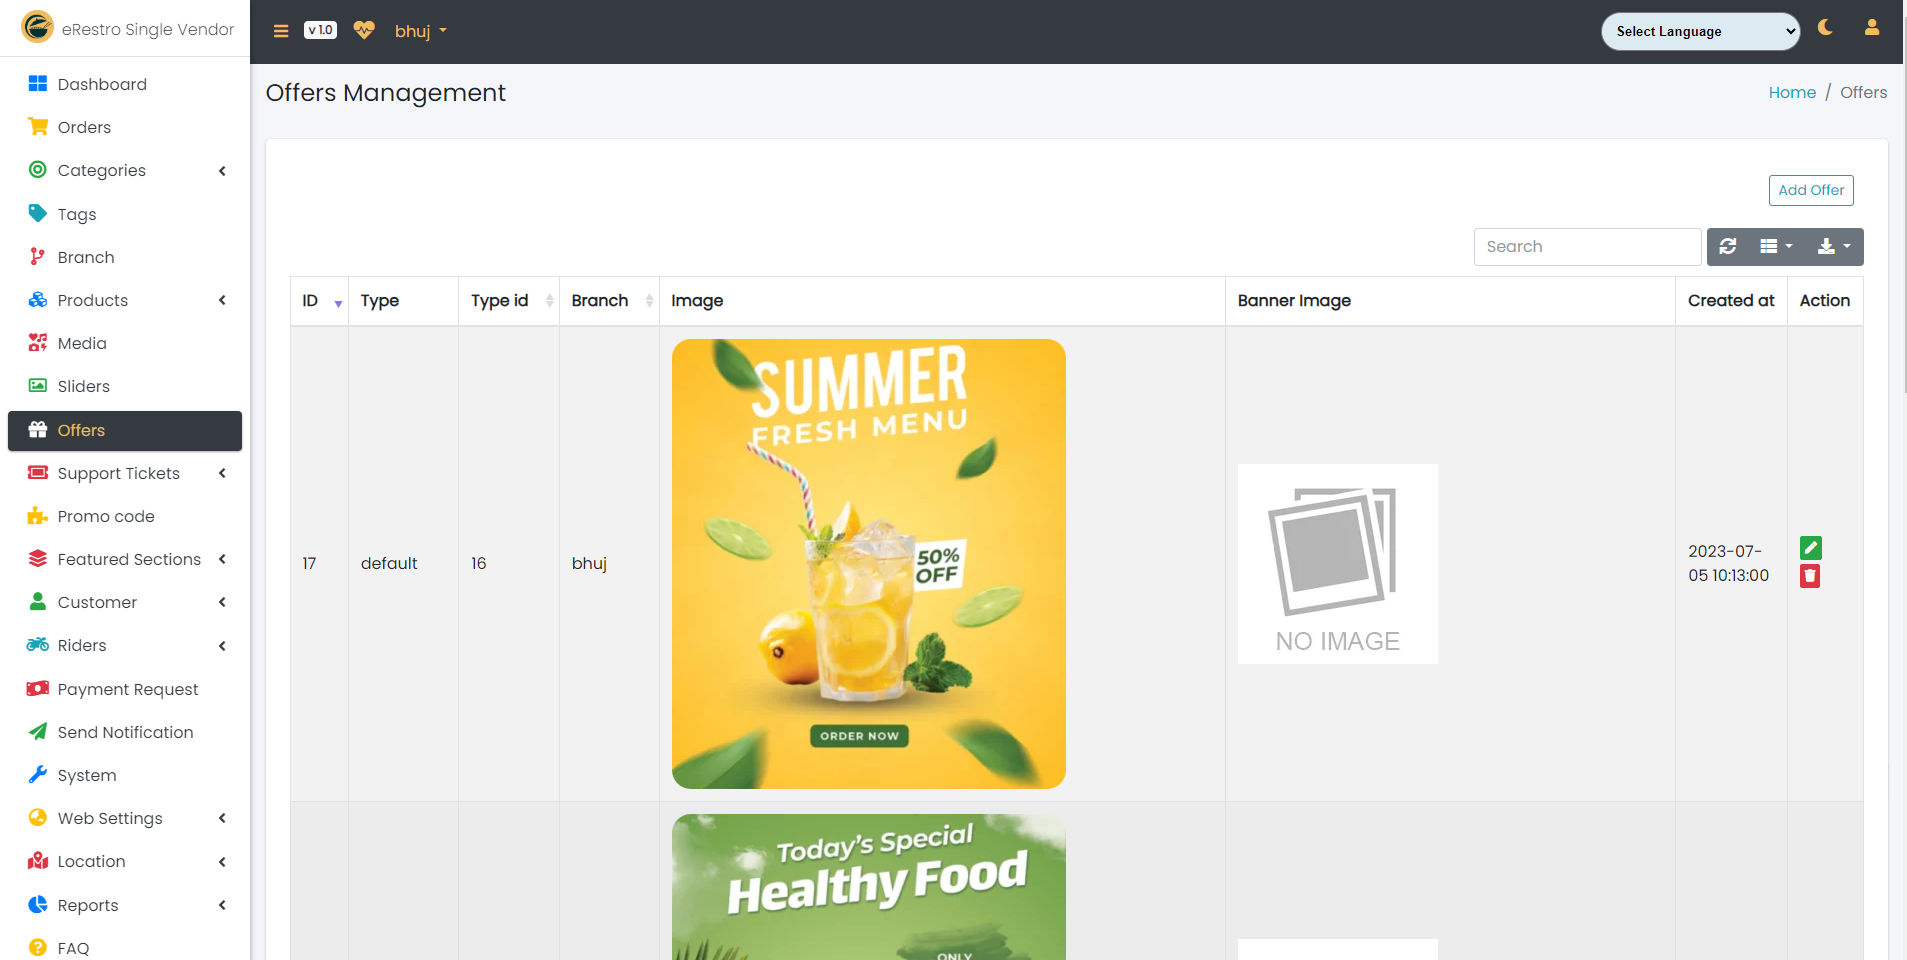 eRestro Single Vendor
v 1.0
bhuj
Select Language
Dashboard
Orders
Categories
Tags
Branch
Products
Media
Sliders
Offers
Support Tickets
Promo code
Featured Sections
Customer
Riders
Payment Request
Send Notification
System
Web Settings
Location
Reports
FAQ
Offers Management
Home / Offers
Add Offer
Search
ID Type Type id Branch Image Banner Image Created at Action
17 default 16 bhuj
SUMMER
FRESH MENU
50%
OFF
ORDER NOW
NO IMAGE
2023-07-
05 10:13:00
Today's Special
Healthy Food
ONLY